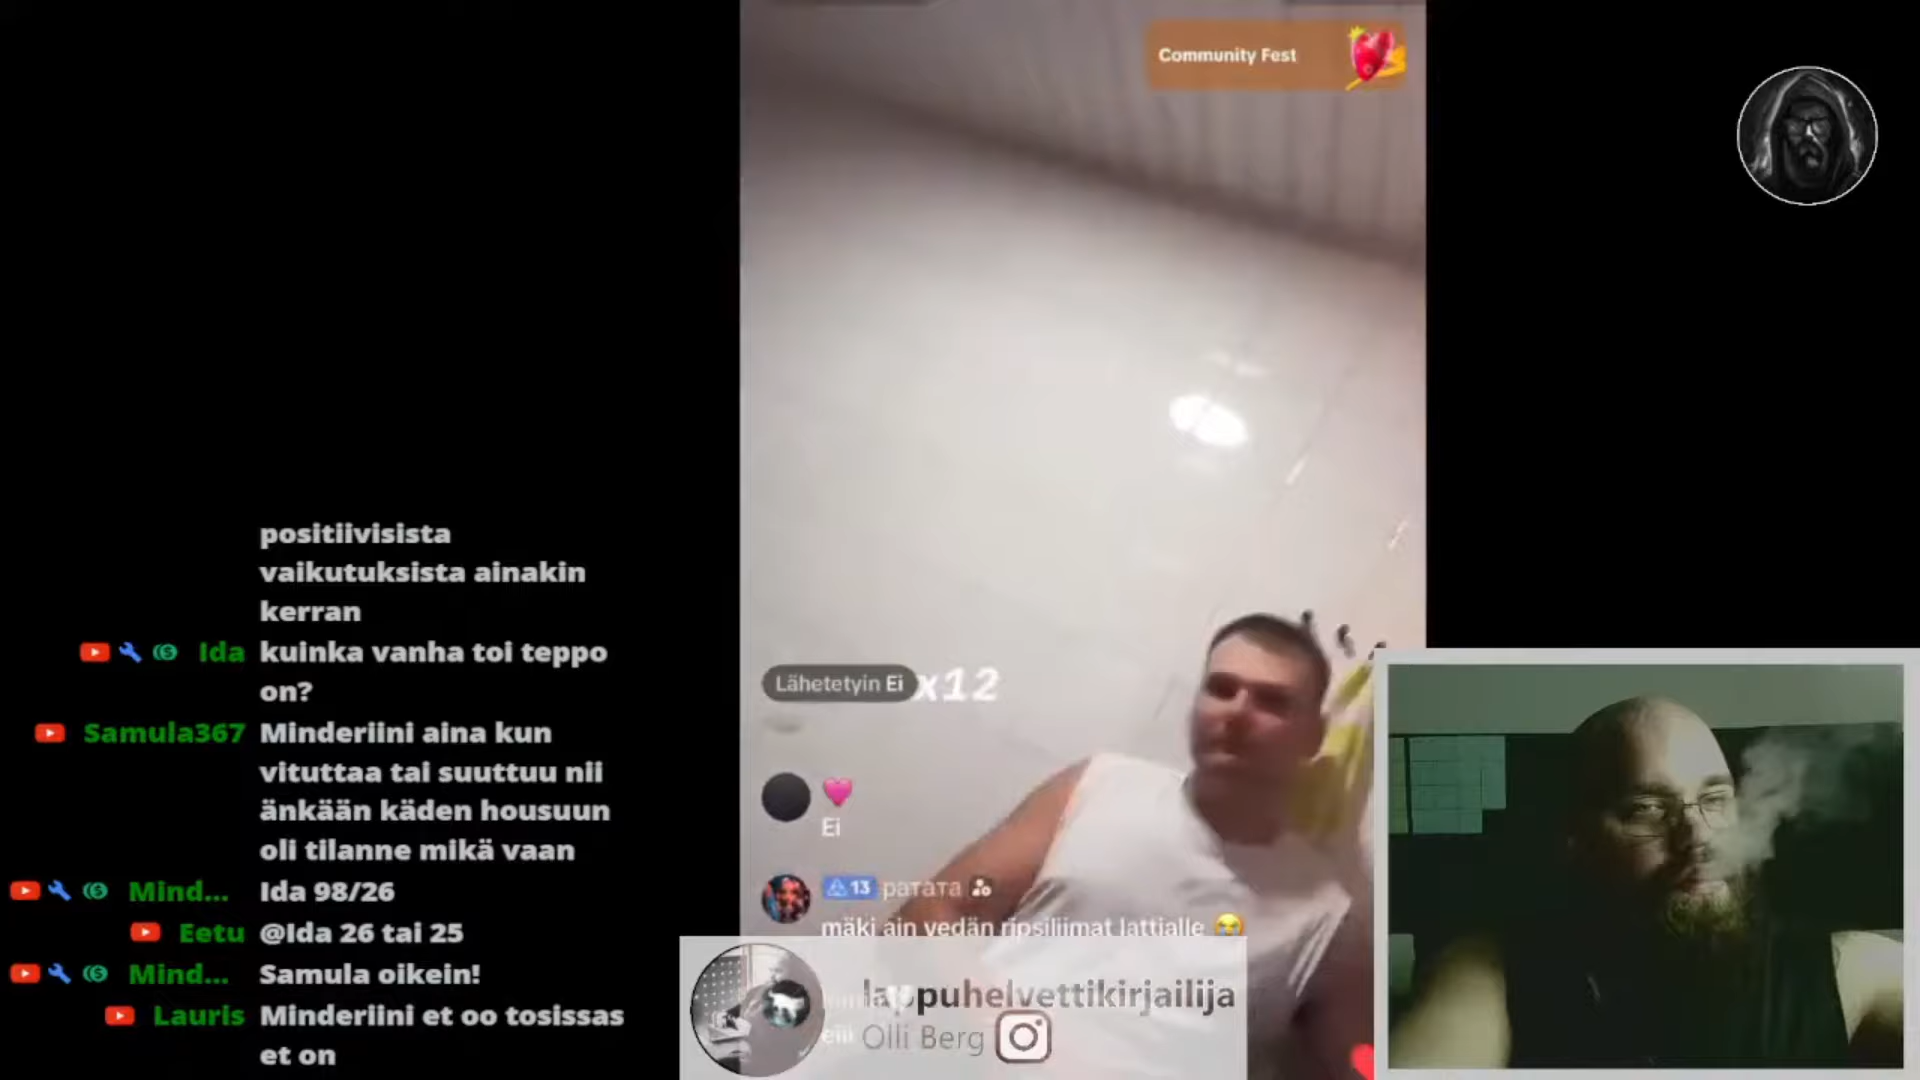 Community Fest
positiivisista
vaikutuksista ainakin
kerran
Ida kuinka vanha toi teppo
on?
Samula367 Minderiini aina kun
vituttaa tai suuttuu nii
änkään käden housuun
oli tilanne mikä vaan
Mind... Ida 98/26
Eetu @Ida 26 tai 25
Mind... Samula oikein!
Lauris Minderiini et oo tosissas
et on
Lähetetyin Ei x12
Ei
13 ратата
mäki ain vedän ripsiliimat lattialle
lappuhelvettikirjailija
Olli Berg